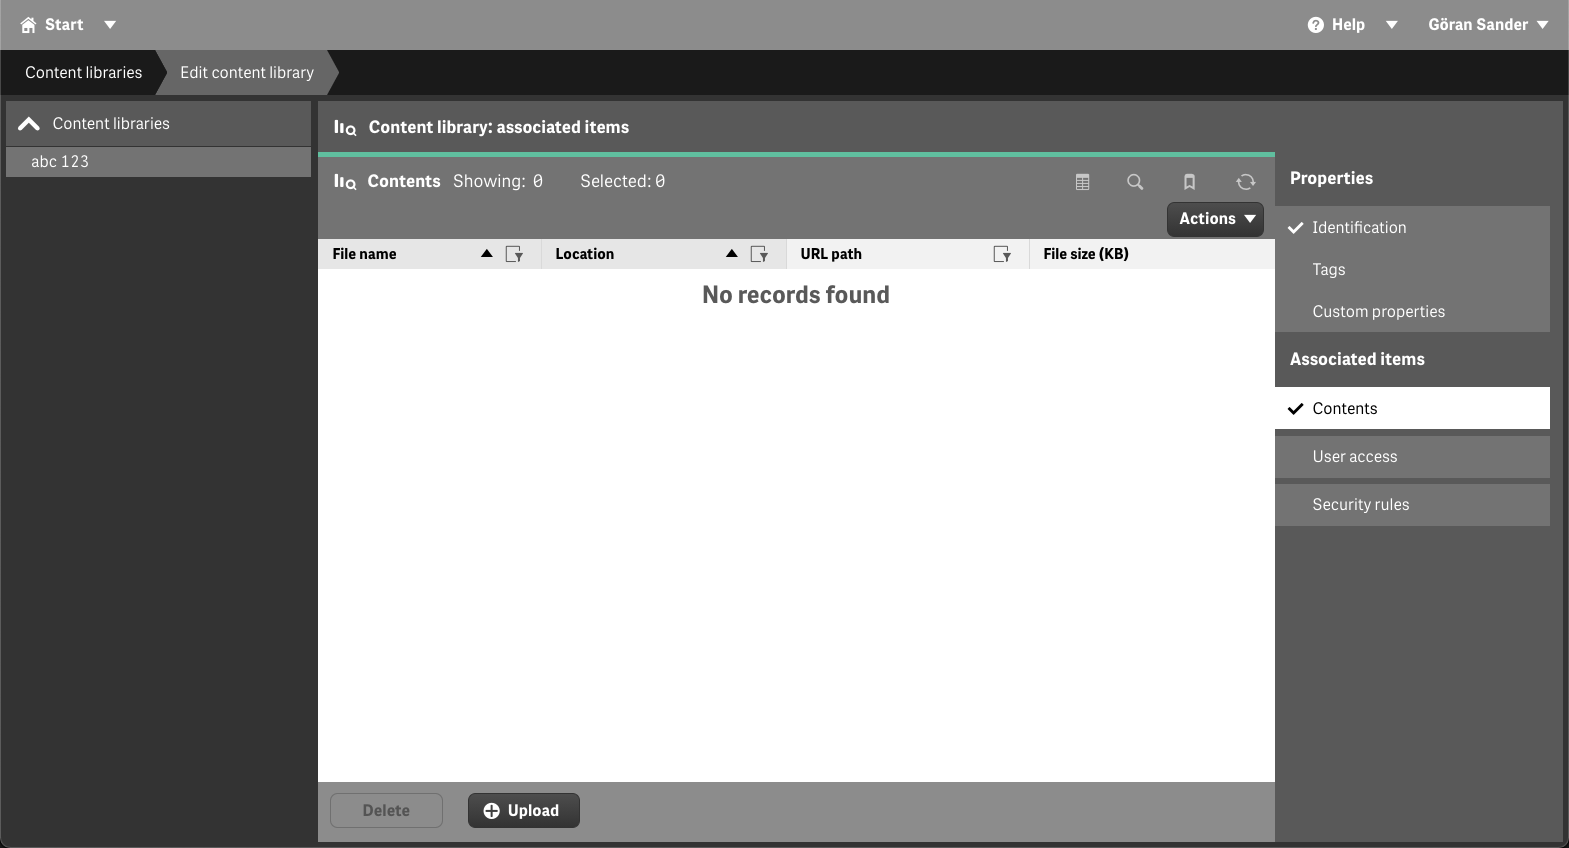 Start
Help
Göran Sander
Content libraries
Edit content library
Content libraries
abc 123
Content library: associated items
Contents Showing: 0 Selected: 0
Actions
File name Location URL path File size (KB)
No records found
Delete
Upload
Properties
Identification
Tags
Custom properties
Associated items
Contents
User access
Security rules